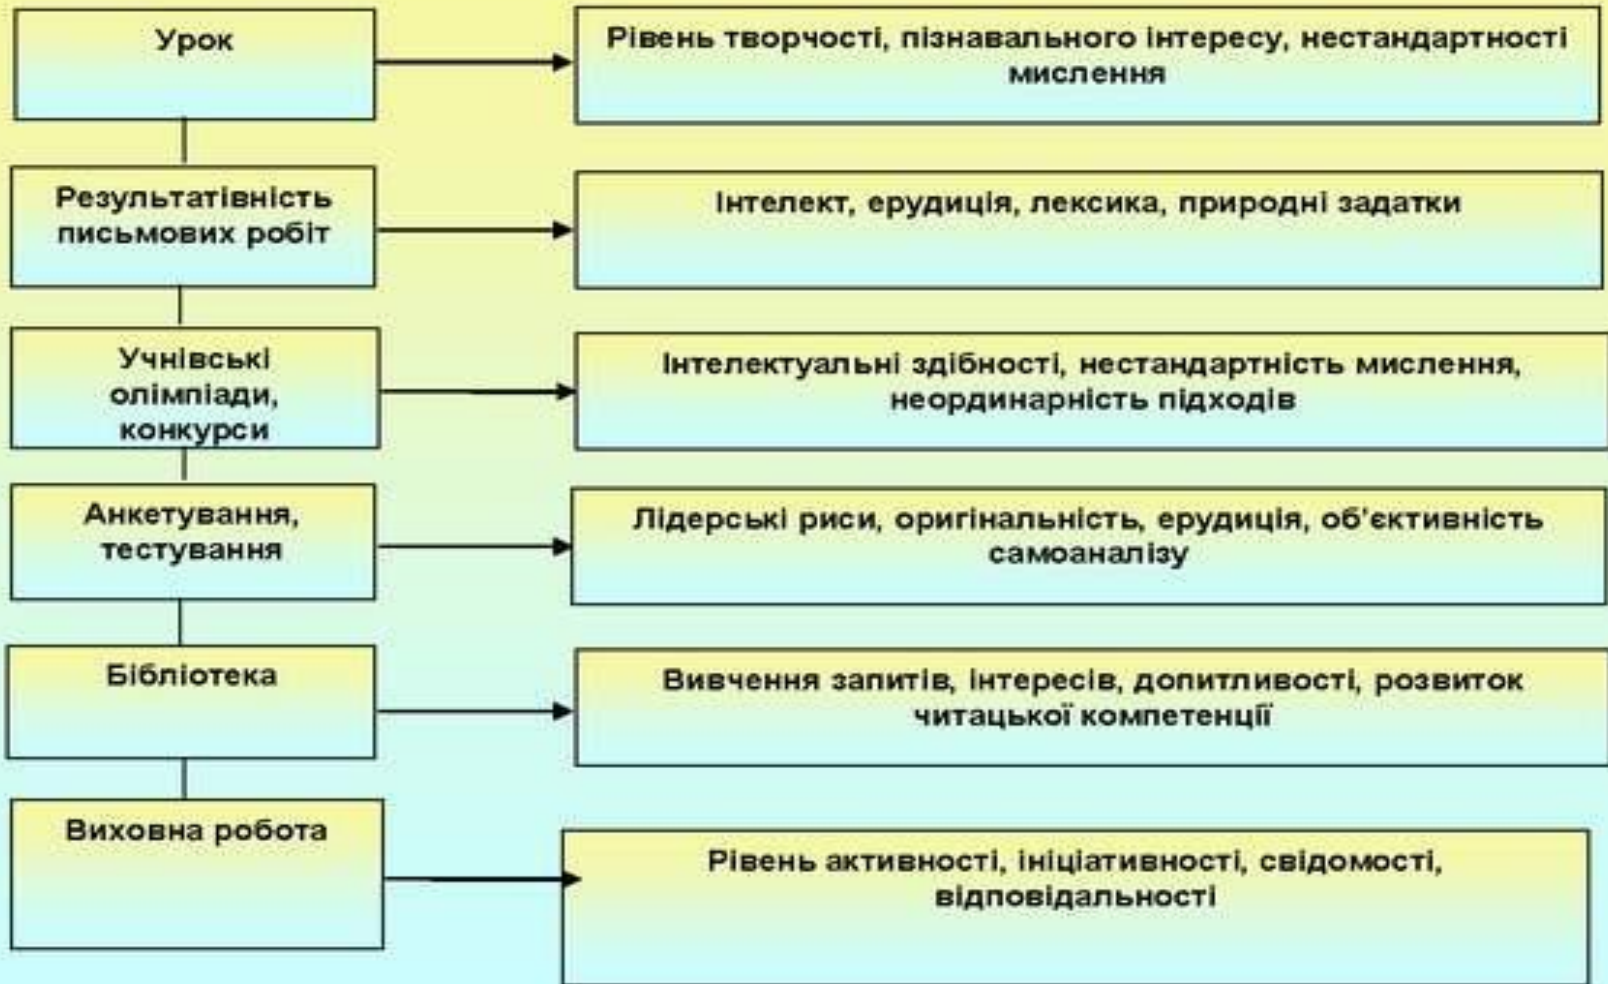 Урок
Рівень творчості, пізнавального інтересу, нестандартності
мислення
Результатівність
письмових робіт
Інтелект, ерудиція, лексика, природні задатки
Учнівські
олімпіади,
конкурси
Інтелектуальні здібності, нестандартність мислення,
неординарність підходів
Анкетування,
тестування
Лідерські риси, оригінальність, ерудиція, об'єктивність
самоаналізу
Бібліотека
Вивчення запитів, інтересів, допитливості, розвиток
читацької компетенції
Виховна робота
Рівень активності, ініціативності, свідомості,
відповідальності